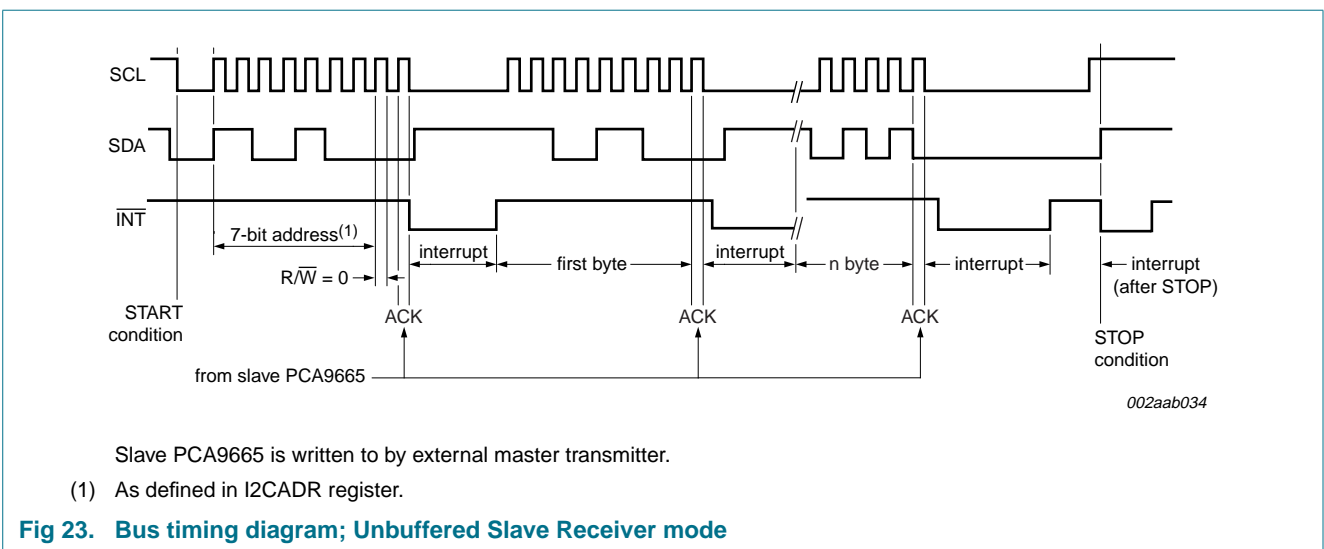 SCL
SDA
INT
7-bit address(1)
R/W = 0
interrupt
first byte
interrupt
n byte
interrupt
interrupt
(after STOP)
START
condition
ACK
ACK
ACK
STOP
condition
from slave PCA9665
002aab034
Slave PCA9665 is written to by external master transmitter.
(1) As defined in I2CADR register.
Fig 23. Bus timing diagram; Unbuffered Slave Receiver mode